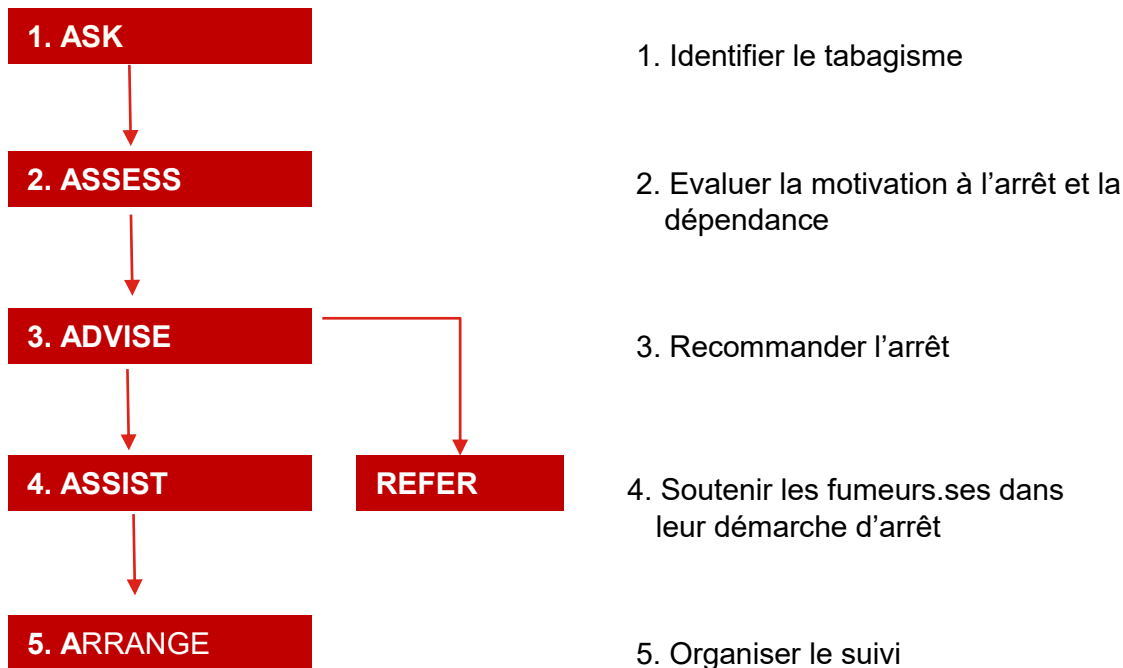 1. ASK
1. Identifier le tabagisme
2. ASSESS
2. Evaluer la motivation à l’arrêt et la
dépendance
3. ADVISE
3. Recommander l’arrêt
4. ASSIST
REFER
4. Soutenir les fumeurs.ses dans
leur démarche d’arrêt
5. ARRANGE
5. Organiser le suivi